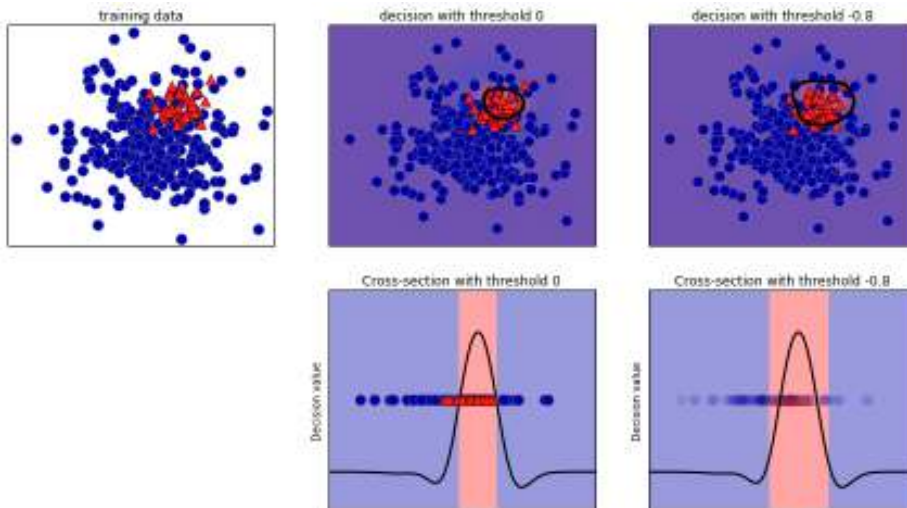 training data
decision with threshold 0
decision with threshold -0.8
Cross-section with threshold 0
Cross-section with threshold -0.8
Decision value
Decision value